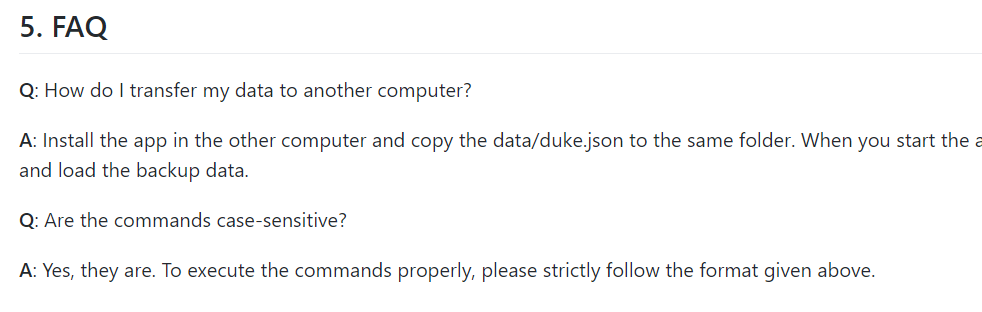 5. FAQ
Q: How do I transfer my data to another computer?
A: Install the app in the other computer and copy the data/duke.json to the same folder. When you start the
and load the backup data.
Q: Are the commands case-sensitive?
A: Yes, they are. To execute the commands properly, please strictly follow the format given above.